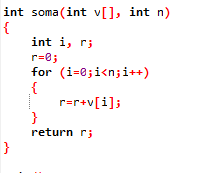 int soma(int v[], int n)
{
    int i, r;
    r=0;
    for (i=0;i<n;i++)
    {
        r=r+v[i];
    }
    return r;
}